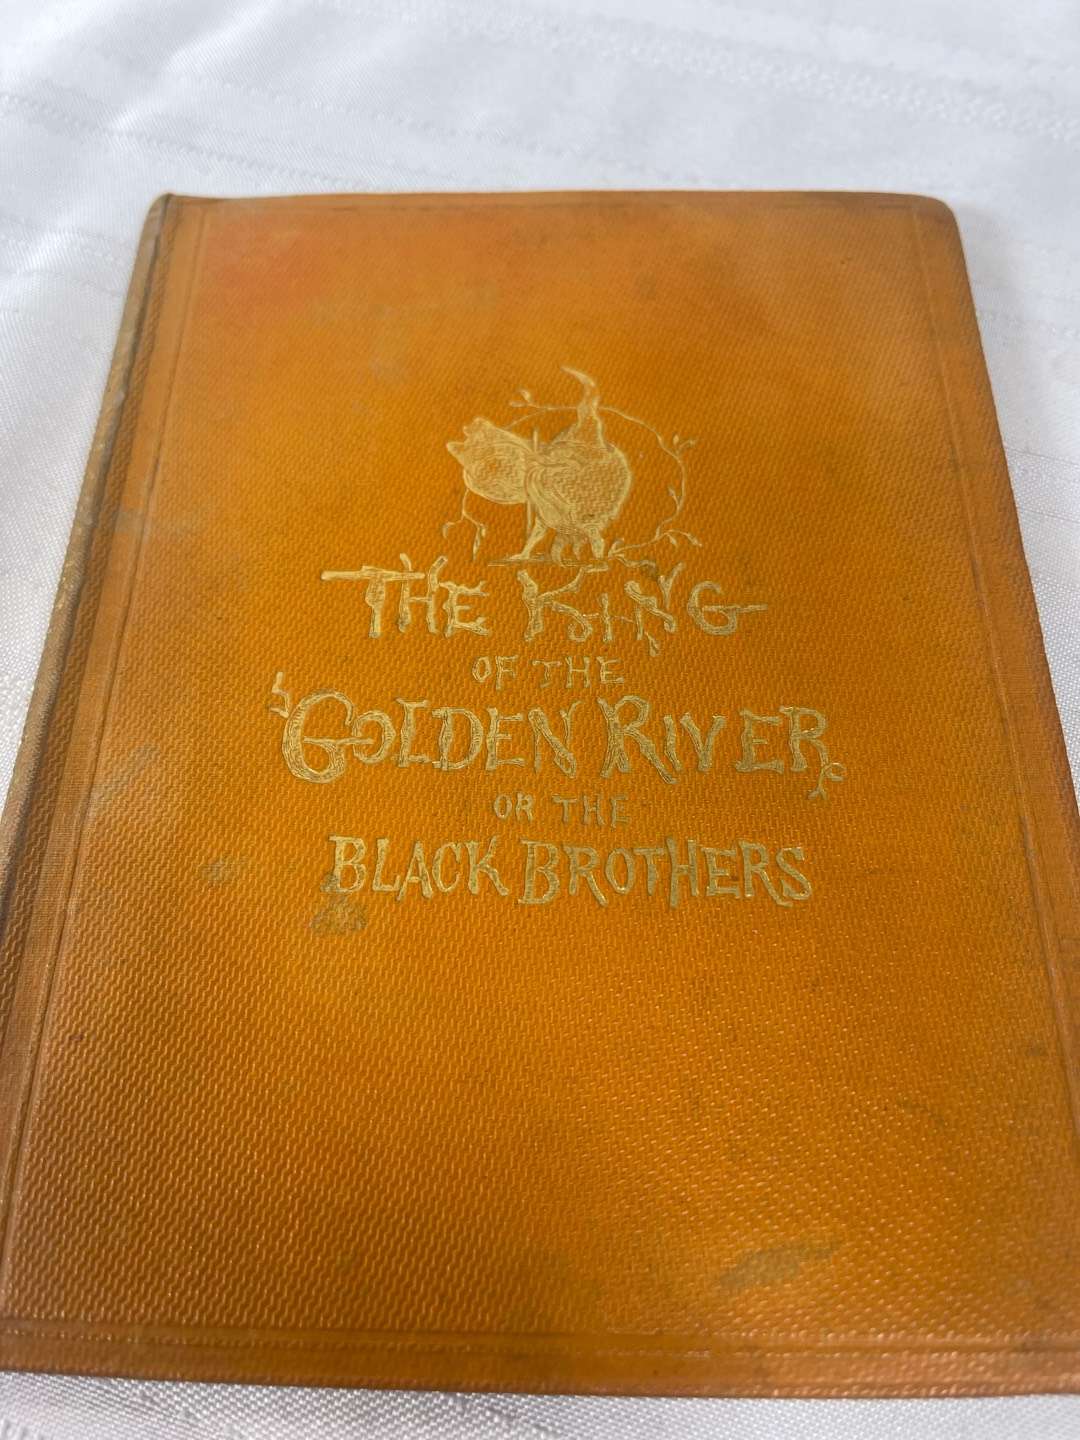 THE KING
OF THE
GOLDEN RIVER
OR THE
BLACK BROTHERS